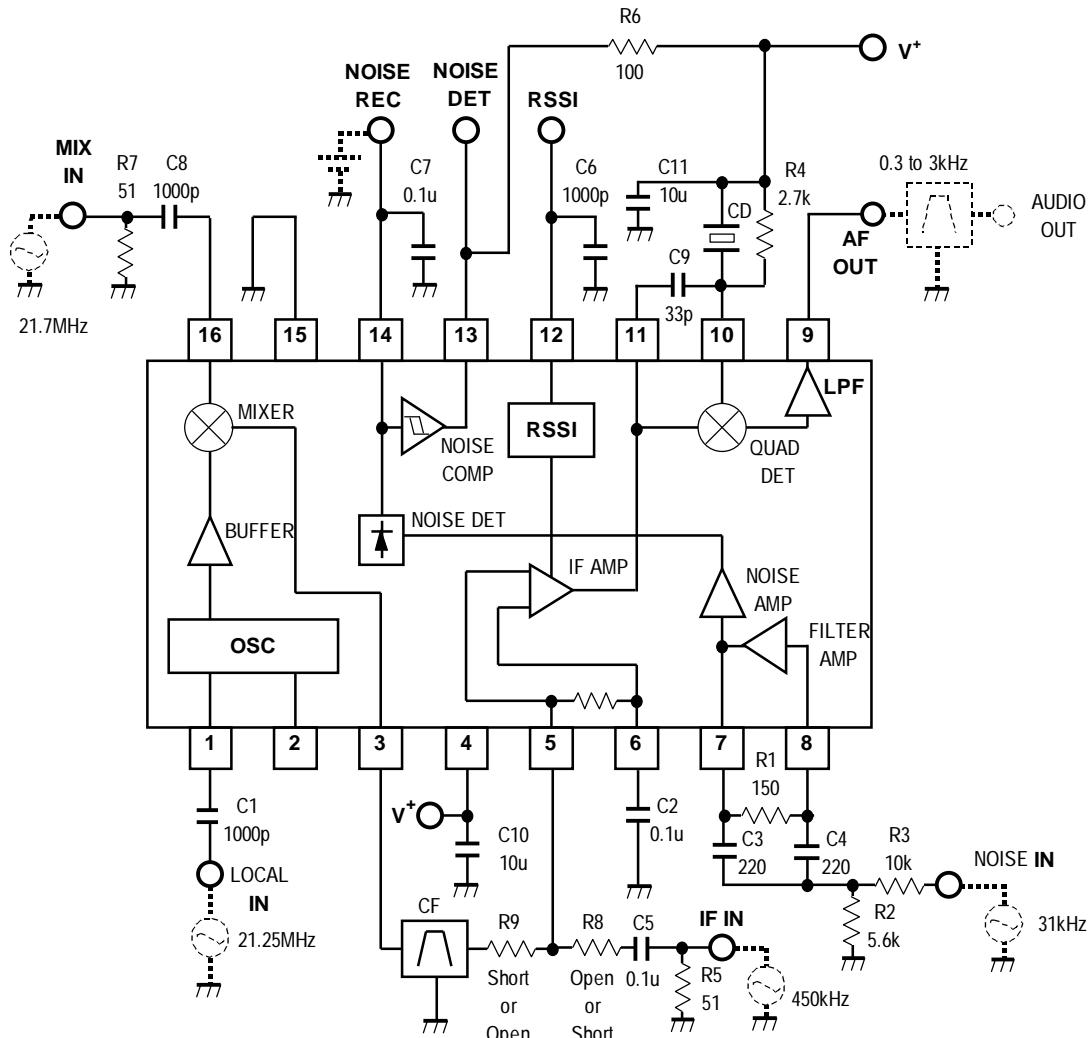 R6
100
V+
NOISE
REC
NOISE
DET
RSSI
MIX
IN
R7
51
C8
1000p
C7
0.1u
C6
1000p
C11
10u
R4
2.7k
CD
C9
33p
0.3 to 3kHz
AF
OUT
AUDIO
OUT
21.7MHz
16
15
14
13
12
11
10
9
MIXER
NOISE
COMP
RSSI
LPF
QUAD
DET
NOISE DET
BUFFER
IF AMP
NOISE
AMP
FILTER
AMP
OSC
1
2
3
4
5
6
7
8
C1
1000p
LOCAL
IN
21.25MHz
V+
C10
10u
C2
0.1u
R1
150
C3
220
C4
220
R3
10k
NOISE IN
R2
5.6k
31kHz
CF
R9
Short
or
Open
R8
Open
or
Short
C5
0.1u
IF IN
R5
51
450kHz